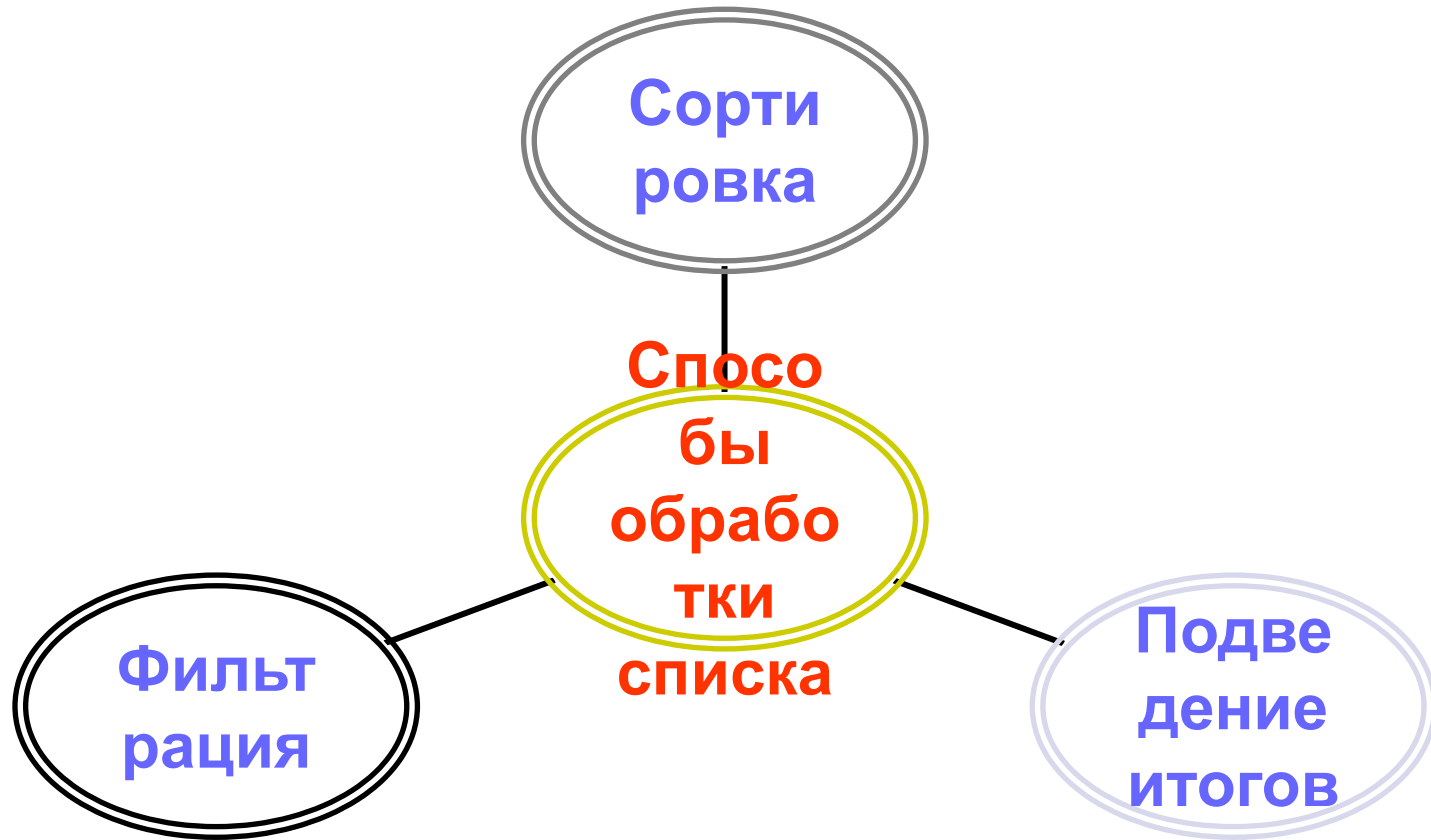 Сорти
ровка
Спосо
бы
обрабо
тки
списка
Фильт
рация
Подве
дение
итогов